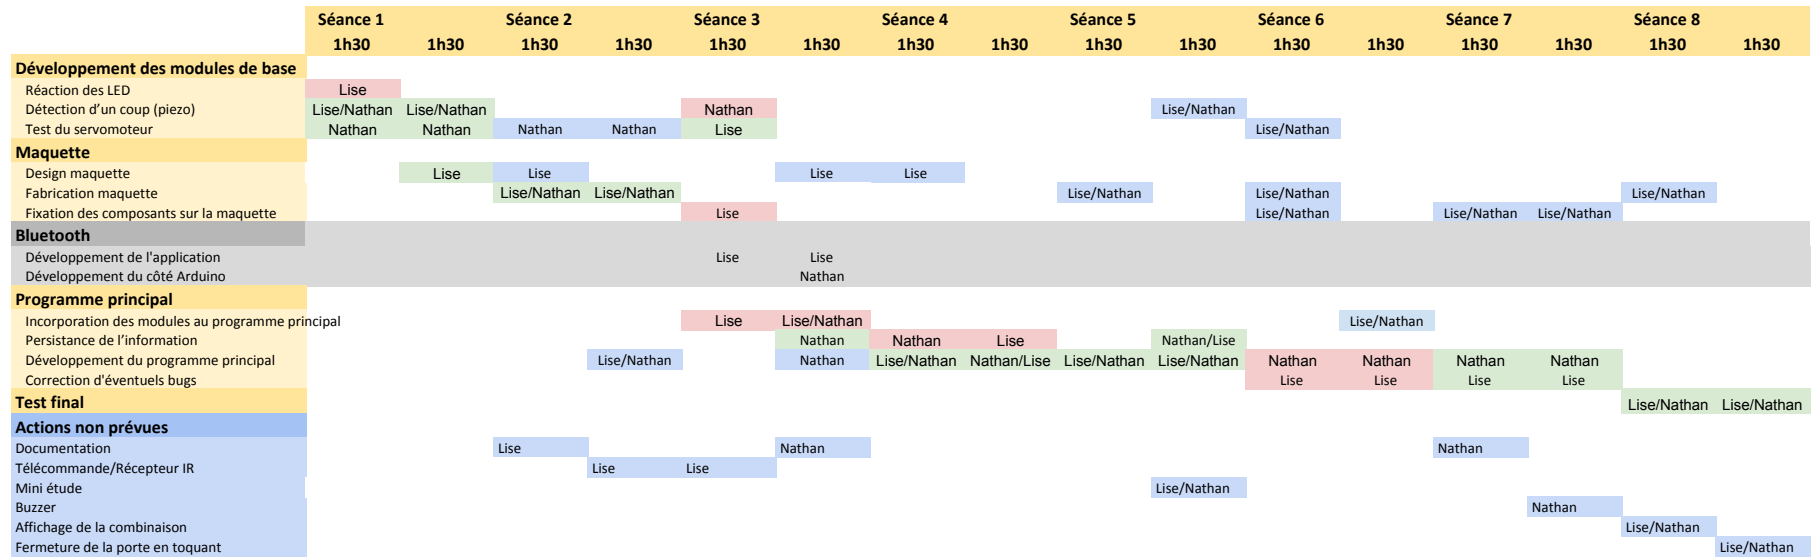 Séance 1 Séance 2 Séance 3 Séance 4 Séance 5 Séance 6 Séance 7 Séance 8
1h30 1h30 1h30 1h30 1h30 1h30 1h30 1h30 1h30 1h30 1h30 1h30 1h30 1h30 1h30 1h30
Développement des modules de base
Réaction des LED Lise
Détection d’un coup (piezo) Lise/Nathan Lise/Nathan Nathan Lise/Nathan
Test du servomoteur Nathan Nathan Nathan Nathan Lise Lise/Nathan
Maquette
Design maquette Lise Lise Lise Lise
Fabrication maquette Lise/Nathan Lise/Nathan Lise/Nathan Lise/Nathan Lise/Nathan
Fixation des composants sur la maquette Lise Lise/Nathan Lise/Nathan Lise/Nathan
Bluetooth
Développement de l'application Lise Lise
Développement du côté Arduino Nathan
Programme principal
Incorporation des modules au programme principal Lise Lise/Nathan Lise/Nathan
Persistance de l’information Nathan Nathan Lise Nathan/Lise
Développement du programme principal Lise/Nathan Nathan Lise/Nathan Nathan/Lise Lise/Nathan Lise/Nathan Nathan Nathan Nathan Nathan
Correction d'éventuels bugs Lise Lise Lise Lise
Test final Lise/Nathan Lise/Nathan
Actions non prévues
Documentation Lise Nathan Nathan
Télécommande/Récepteur IR Lise Lise
Mini étude Lise/Nathan
Buzzer Nathan
Affichage de la combinaison Lise/Nathan
Fermeture de la porte en toquant Lise/Nathan